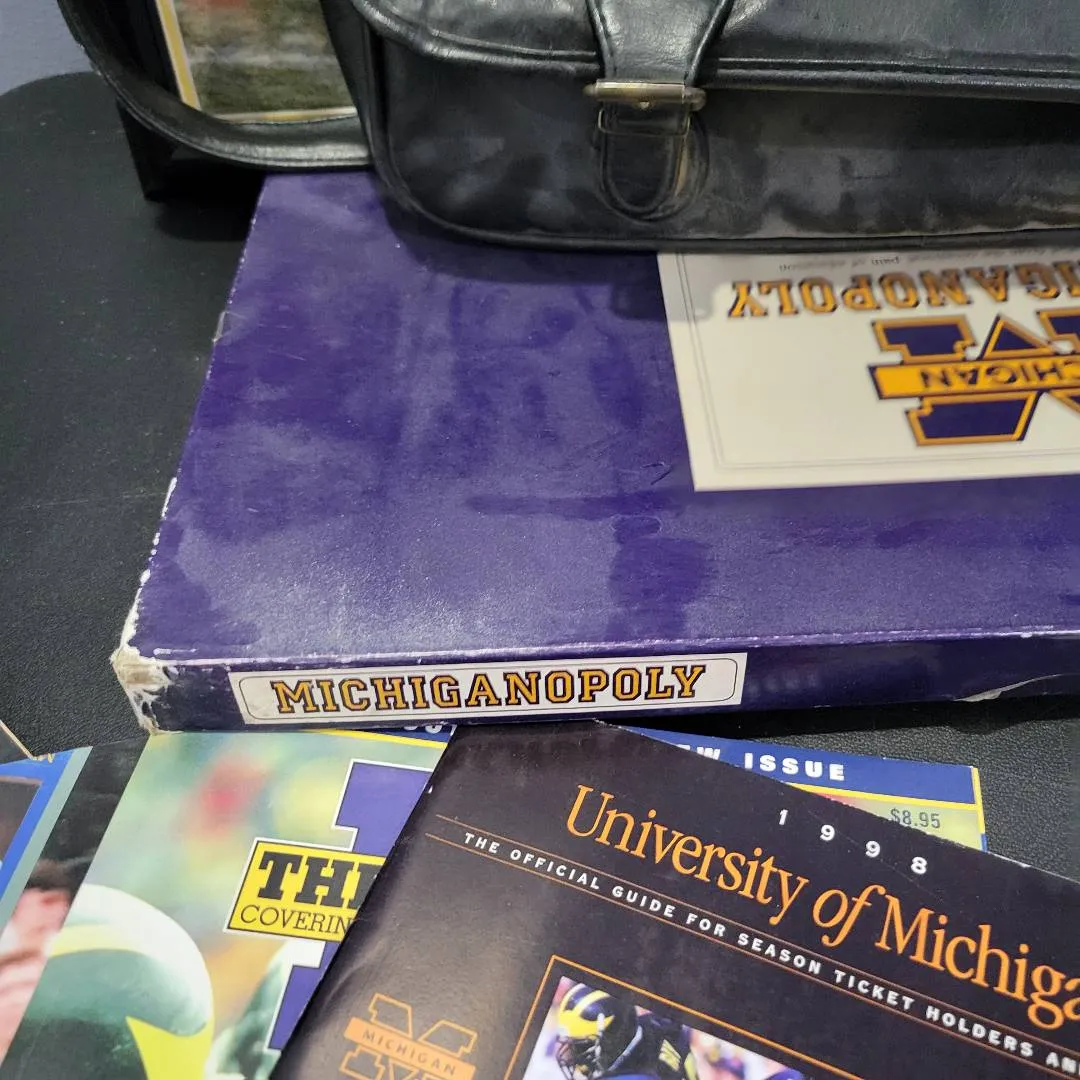 MICHIGANOPOLY
MICHIGAN
MICHIGANOPOLY
ISSUE
$8.95
1998
University of Michiga
THE OFFICIAL GUIDE FOR SEASON TICKET HOLDERS AN
THE
COVERIN
MICHIGAN